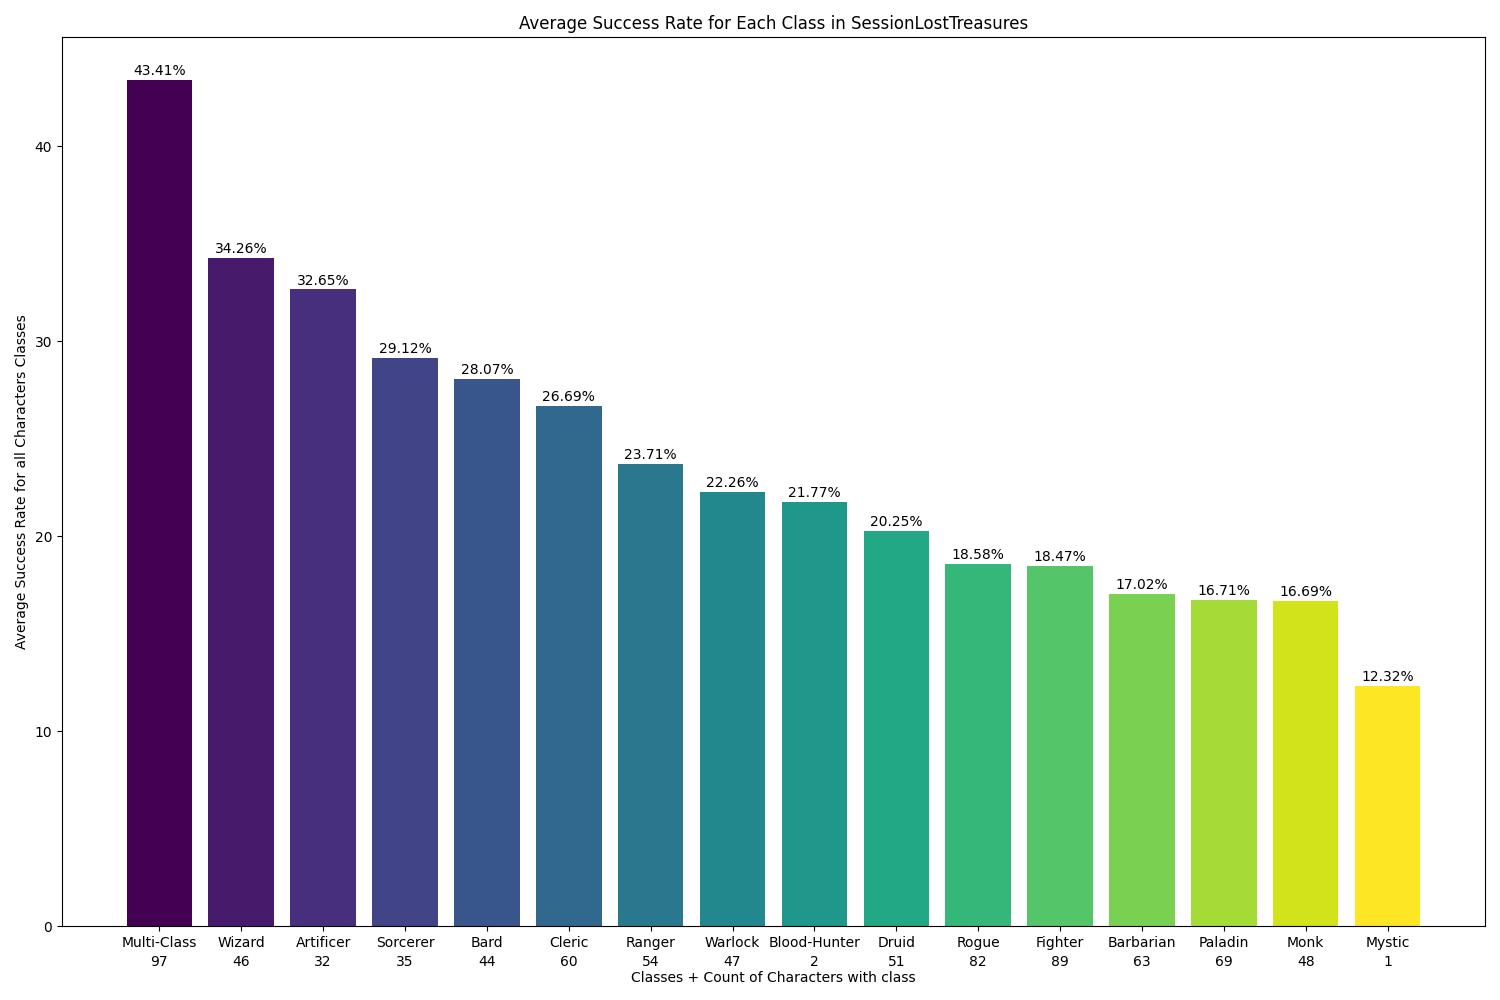 Average Success Rate for Each Class in SessionLostTreasures
Average Success Rate for all Characters Classes
40
30
20
10
0
43.41%
34.26%
32.65%
29.12%
28.07%
26.69%
23.71%
22.26%
21.77%
20.25%
18.58%
18.47%
17.02%
16.71%
16.69%
12.32%
Multi-Class
97
Wizard
46
Artificer
32
Sorcerer
35
Bard
44
Cleric
60
Ranger
54
Warlock
47
Blood-Hunter
2
Druid
51
Rogue
82
Fighter
89
Barbarian
63
Paladin
69
Monk
48
Mystic
1
Classes + Count of Characters with class